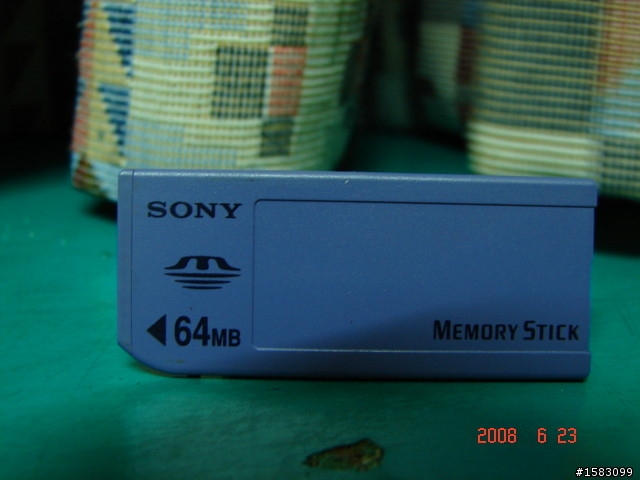 SONY
64MB
MEMORY STICK
2008 6 23
#1583099